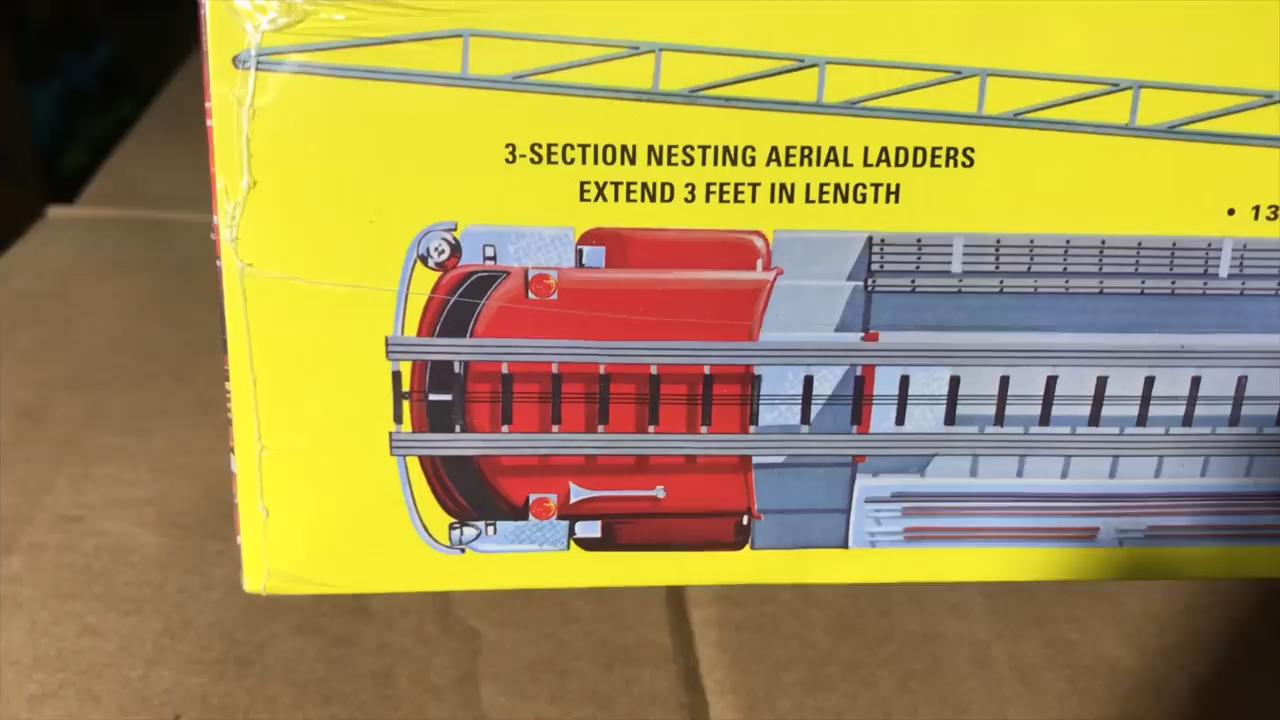 3-SECTION NESTING AERIAL LADDERS
EXTEND 3 FEET IN LENGTH
• 13